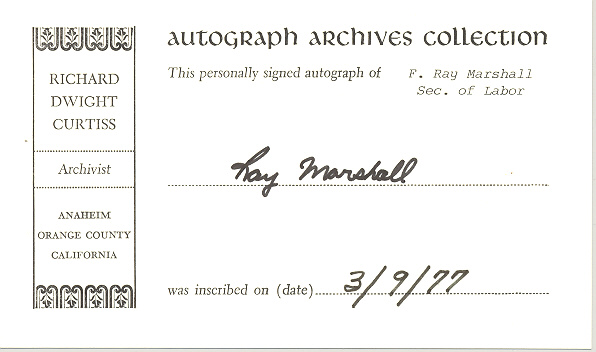 AUTOGRAPH ARCHIVES COLLECTION
RICHARD
DWIGHT
CURTISS
Archivist
ANAHEIM
ORANGE COUNTY
CALIFORNIA
This personally signed autograph of F. Ray Marshall
Sec. of Labor
Ray Marshall
was inscribed on (date) 3/9/77